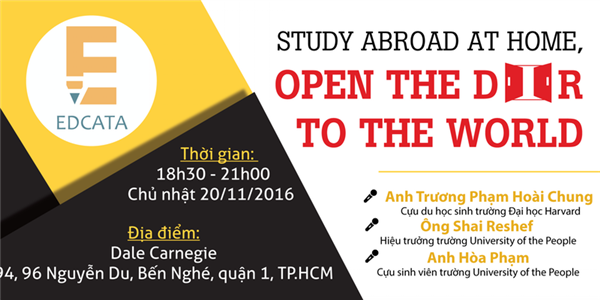 EDCATA
Thời gian:
18h30 - 21h00
Chủ nhật 20/11/2016
Địa điểm:
Dale Carnegie
94, 96 Nguyễn Du, Bến Nghé, quận 1, TP.HCM
STUDY ABROAD AT HOME,
OPEN THE DOOR
TO THE WORLD
Anh Trương Phạm Hoài Chung
Cựu du học sinh trường Đại học Harvard
Ông Shai Reshef
Hiệu trưởng trường University of the People
Anh Hòa Phạm
Cựu sinh viên trường University of the People